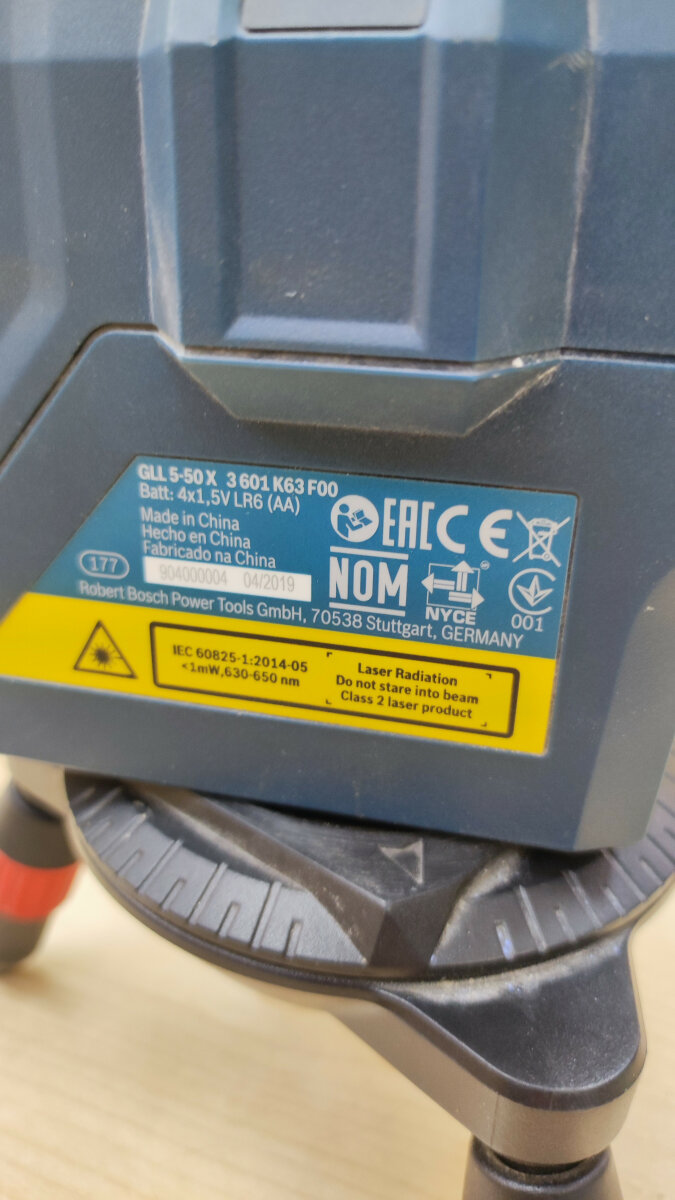 GLL 5-50 X 3 601 K63 F00
Batt: 4x1,5V LR6 (AA)
Made in China
Hecho en China
Fabricado na China
177
904000004 04/2019
EAC CE
NOM
NYCE
001
Robert Bosch Power Tools GmbH, 70538 Stuttgart, GERMANY
IEC 60825-1:2014-05
<1mW, 630-650 nm
Laser Radiation
Do not stare into beam
Class 2 laser product